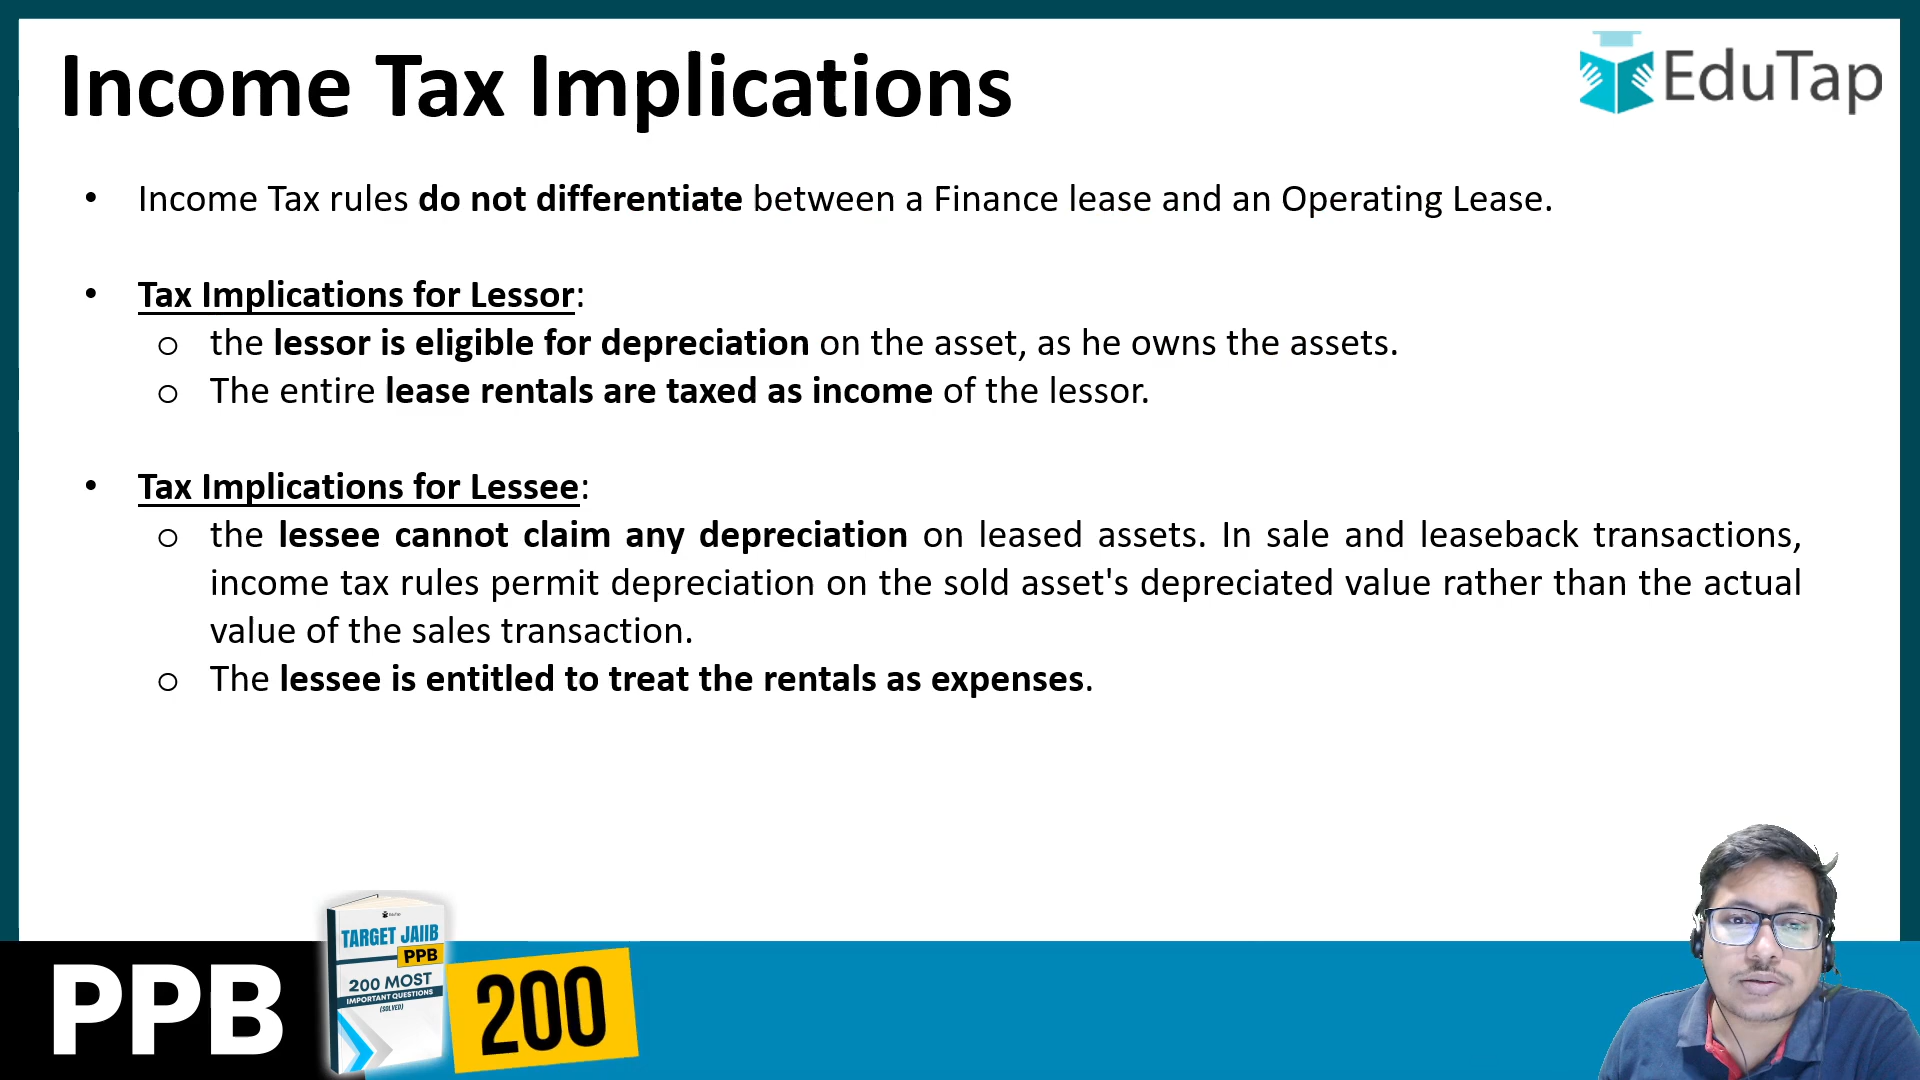 Income Tax Implications
EduTap
• Income Tax rules do not differentiate between a Finance lease and an Operating Lease.
• Tax Implications for Lessor:
o the lessor is eligible for depreciation on the asset, as he owns the assets.
o The entire lease rentals are taxed as income of the lessor.
• Tax Implications for Lessee:
o the lessee cannot claim any depreciation on leased assets. In sale and leaseback transactions,
income tax rules permit depreciation on the sold asset's depreciated value rather than the actual
value of the sales transaction.
o The lessee is entitled to treat the rentals as expenses.
TARGET JAIIB
PPB
200 MOST
IMPORTANT QUESTIONS
(SOLVED)
PPB
200